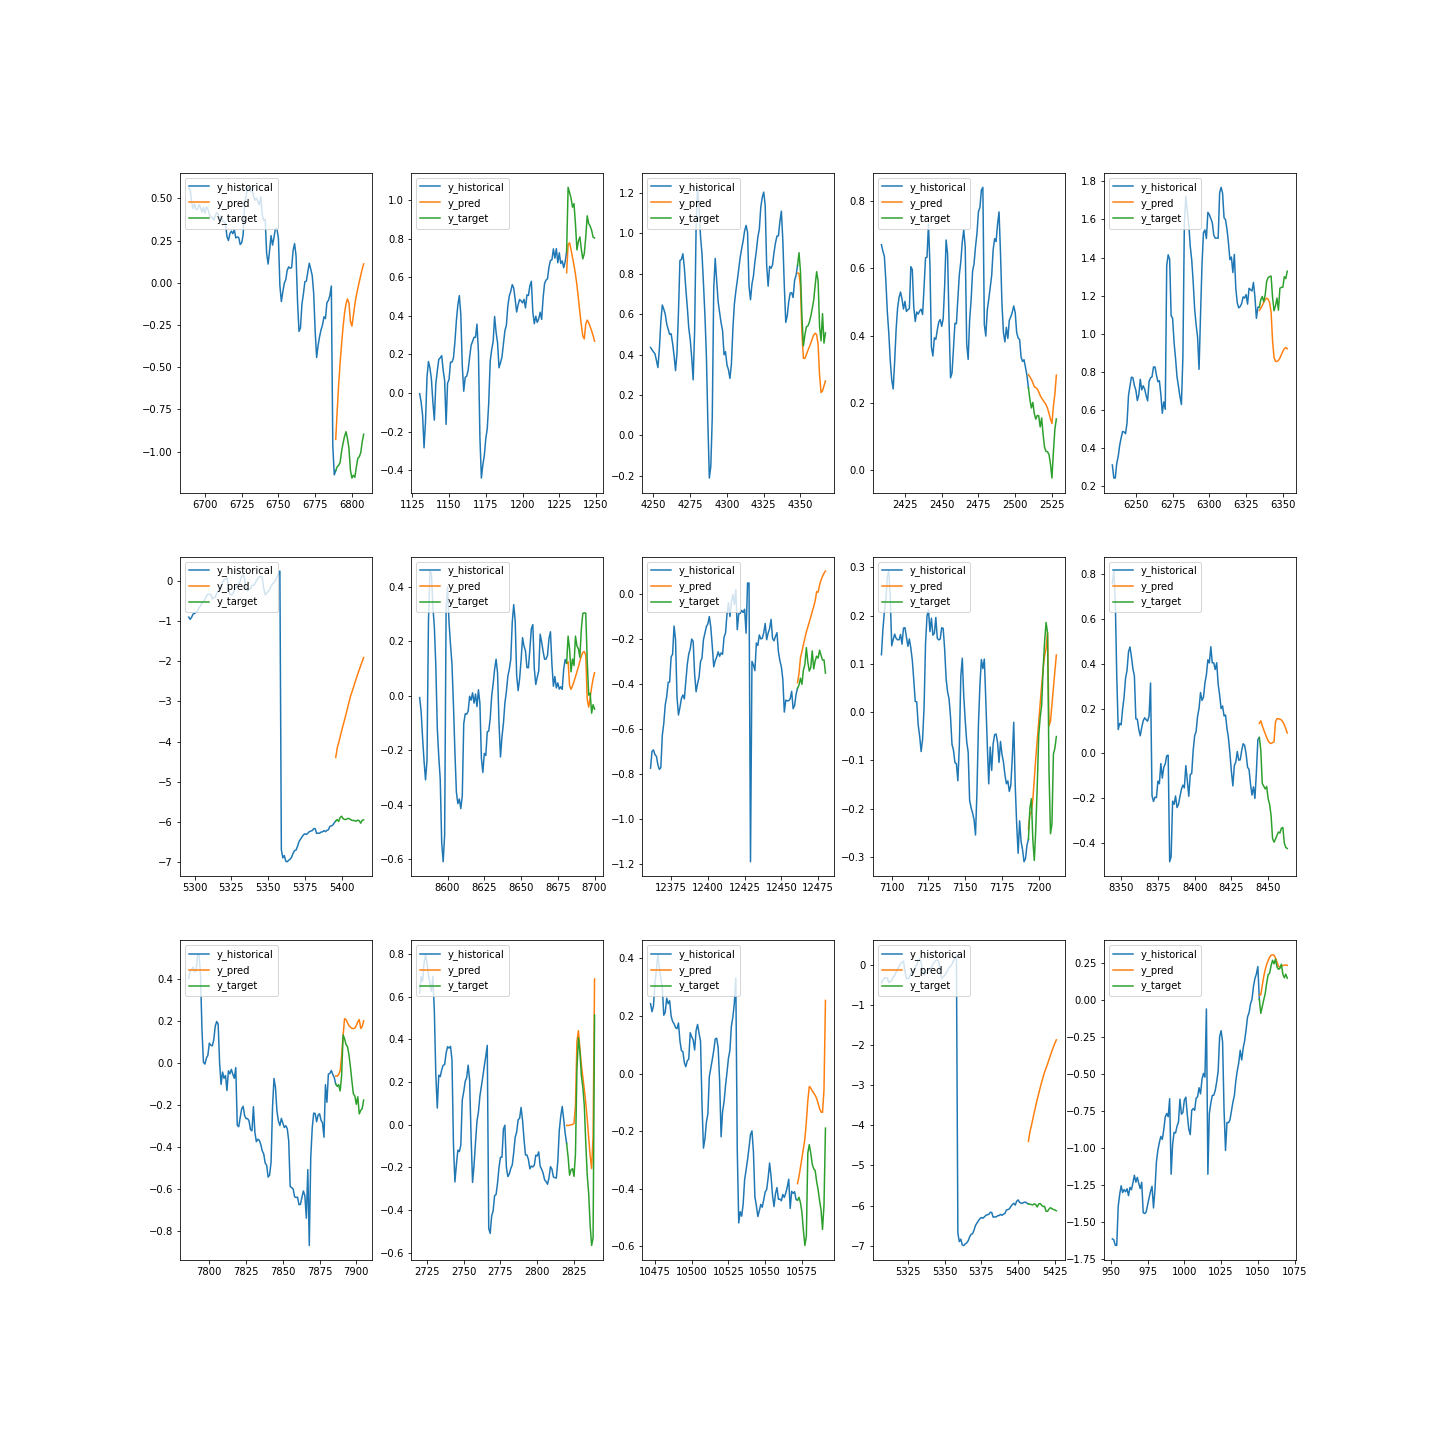 y_historical
y_pred
y_target
0.50
0.25
0.00
−0.25
−0.50
−0.75
−1.00
6700 6725 6750 6775 6800
y_historical
y_pred
y_target
1.0
0.8
0.6
0.4
0.2
0.0
−0.2
−0.4
1125 1150 1175 1200 1225 1250
y_historical
y_pred
y_target
1.2
1.0
0.8
0.6
0.4
0.2
0.0
−0.2
4250 4275 4300 4325 4350
y_historical
y_pred
y_target
0.8
0.6
0.4
0.2
0.0
2425 2450 2475 2500 2525
y_historical
y_pred
y_target
1.8
1.6
1.4
1.2
1.0
0.8
0.6
0.4
0.2
6250 6275 6300 6325 6350
y_historical
y_pred
y_target
0
−1
−2
−3
−4
−5
−6
−7
5300 5325 5350 5375 5400
y_historical
y_pred
y_target
0.4
0.2
0.0
−0.2
−0.4
−0.6
8600 8625 8650 8675 8700
y_historical
y_pred
y_target
0.0
−0.2
−0.4
−0.6
−0.8
−1.0
−1.2
12375 12400 12425 12450 12475
y_historical
y_pred
y_target
0.3
0.2
0.1
0.0
−0.1
−0.2
−0.3
7100 7125 7150 7175 7200
y_historical
y_pred
y_target
0.8
0.6
0.4
0.2
0.0
−0.2
−0.4
8350 8375 8400 8425 8450
y_historical
y_pred
y_target
0.4
0.2
0.0
−0.2
−0.4
−0.6
−0.8
7800 7825 7850 7875 7900
y_historical
y_pred
y_target
0.8
0.6
0.4
0.2
0.0
−0.2
−0.4
−0.6
2725 2750 2775 2800 2825
y_historical
y_pred
y_target
0.4
0.2
0.0
−0.2
−0.4
−0.6
10475 10500 10525 10550 10575
y_historical
y_pred
y_target
0
−1
−2
−3
−4
−5
−6
−7
5325 5350 5375 5400 5425
y_historical
y_pred
y_target
0.25
0.00
−0.25
−0.50
−0.75
−1.00
−1.25
−1.50
−1.75
950 975 1000 1025 1050 1075